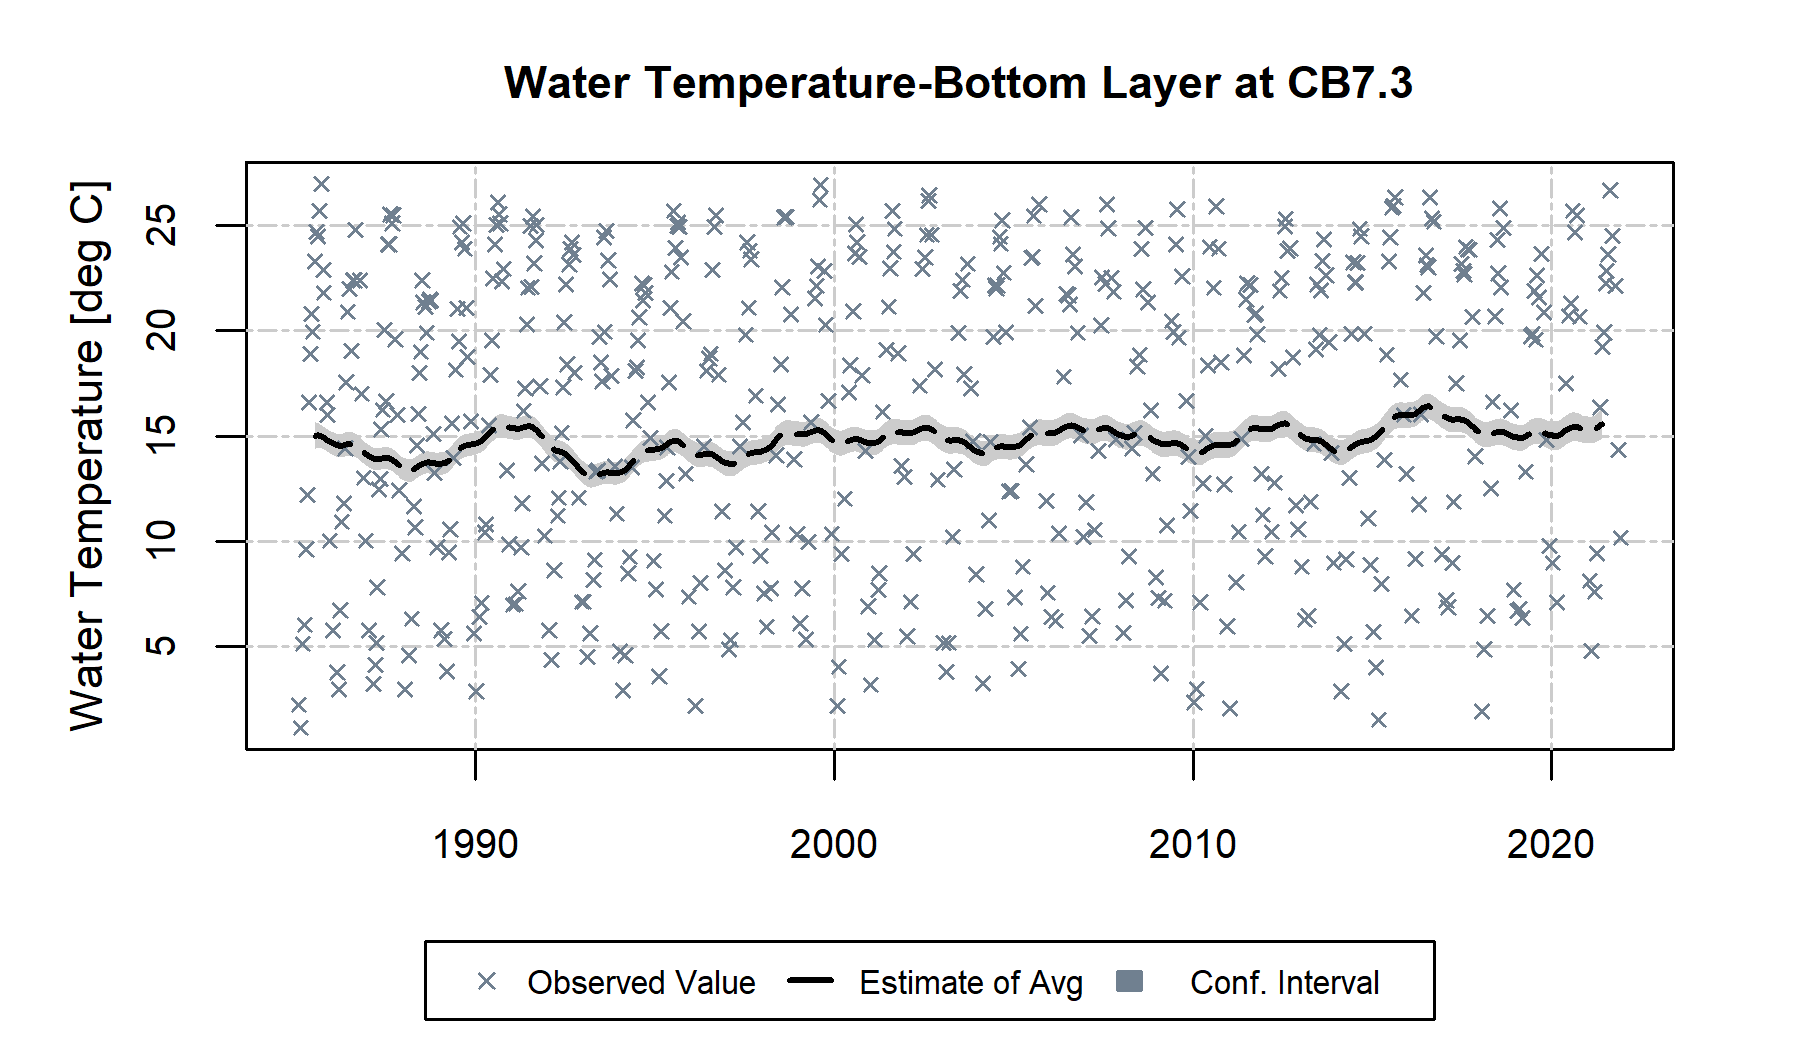 Water Temperature-Bottom Layer at CB7.3
Water Temperature [deg C]
25
20
15
10
5
1990 2000 2010 2020
Observed Value Estimate of Avg Conf. Interval